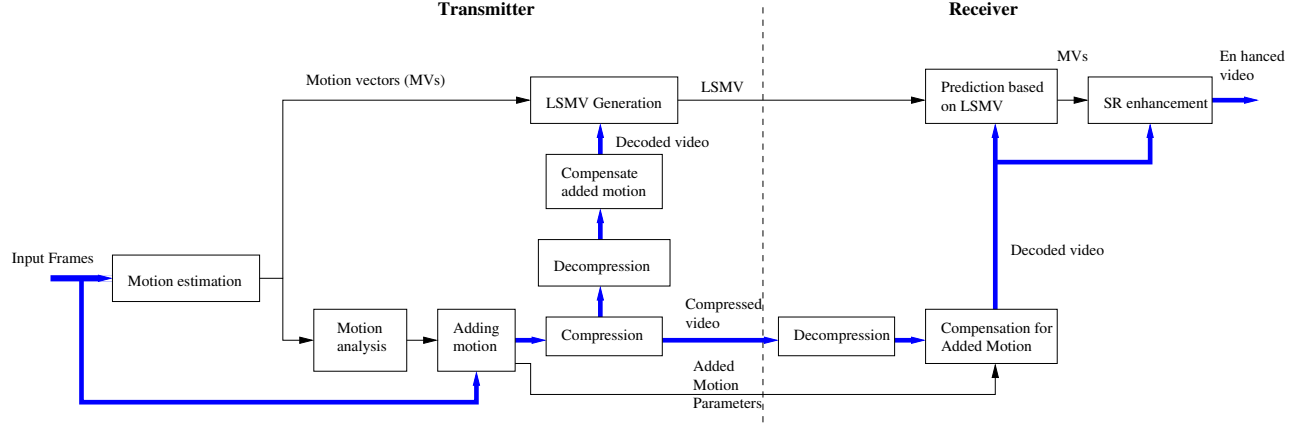 Transmitter
Receiver
Motion vectors (MVs)
LSMV Generation
LSMV
Prediction based
on LSMV
MVs
SR enhancement
En hanced
video
Decoded video
Compensate
added motion
Input Frames
Motion estimation
Decompression
Decoded video
Motion
analysis
Adding
motion
Compression
Compressed
video
Decompression
Compensation for
Added Motion
Added
Motion
Parameters